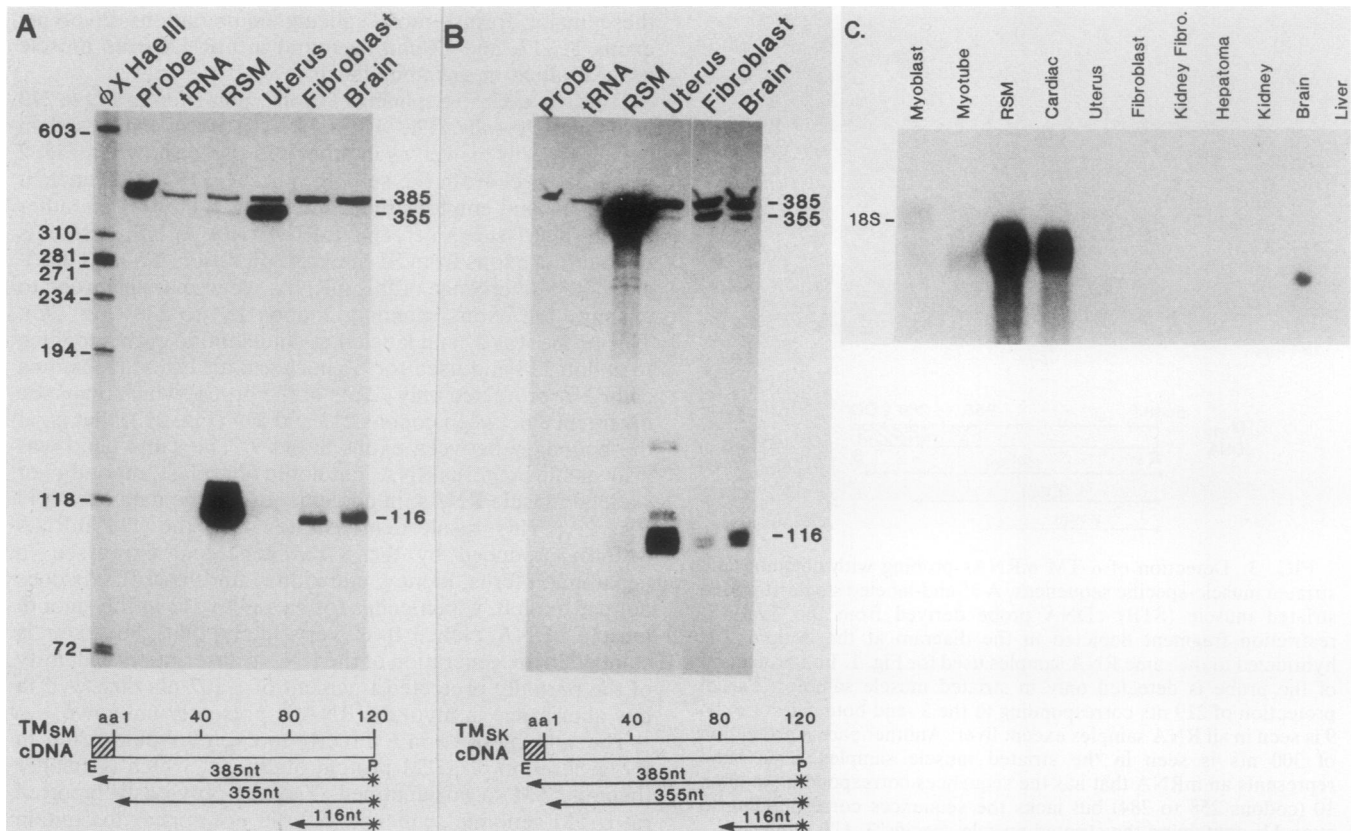 A
φX Hae III
Probe
tRNA
RSM
Uterus
Fibroblast
Brain
603
310
281
271
234
194
118
72
385
355
116
aa1 40 80 120
TMSM
cDNA
E P
385nt
355nt
116nt
*
*
*
B
Probe
tRNA
RSM
Uterus
Fibroblast
Brain
385
355
116
aa1 40 80 120
TMSK
cDNA
E P
385nt
355nt
116nt
*
*
*
C.
Myoblast
Myotube
RSM
Cardiac
Uterus
Fibroblast
Kidney Fibro.
Hepatoma
Kidney
Brain
Liver
18S